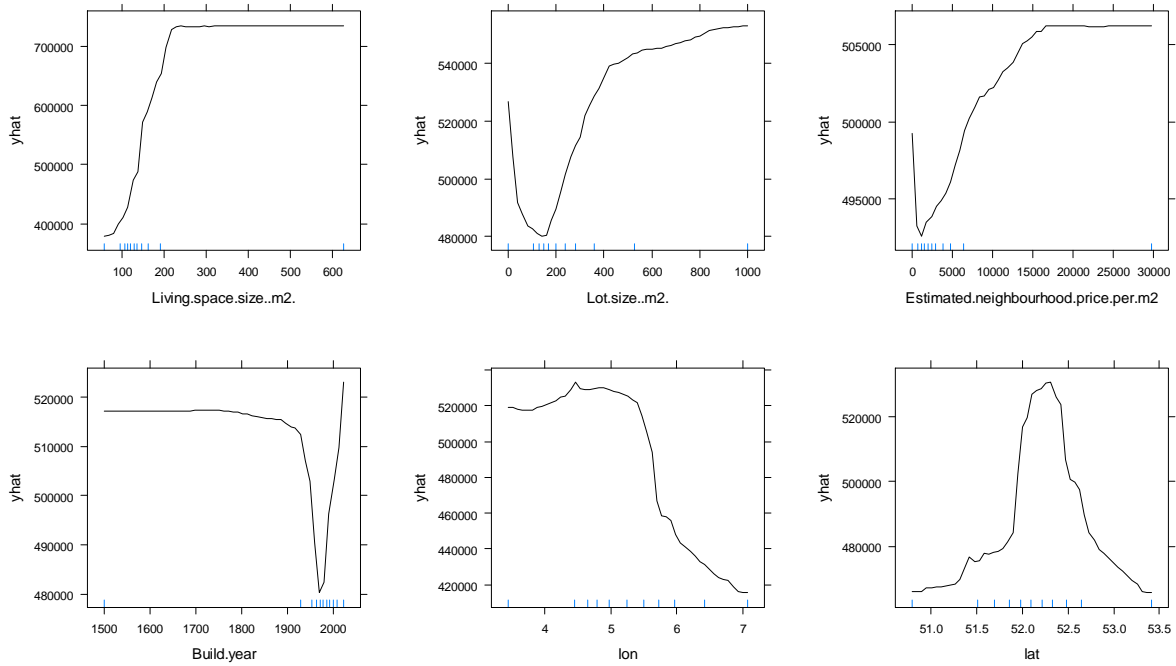 700000
600000
500000
400000
yhat
100 200 300 400 500 600
Living.space.size..m2.
540000
520000
500000
480000
yhat
0 200 400 600 800 1000
Lot.size..m2.
505000
500000
495000
yhat
0 5000 10000 15000 20000 25000 30000
Estimated.neighbourhood.price.per.m2
520000
510000
500000
490000
480000
yhat
1500 1600 1700 1800 1900 2000
Build.year
520000
500000
480000
460000
440000
420000
yhat
4 5 6 7
lon
520000
500000
480000
yhat
51.0 51.5 52.0 52.5 53.0 53.5
lat